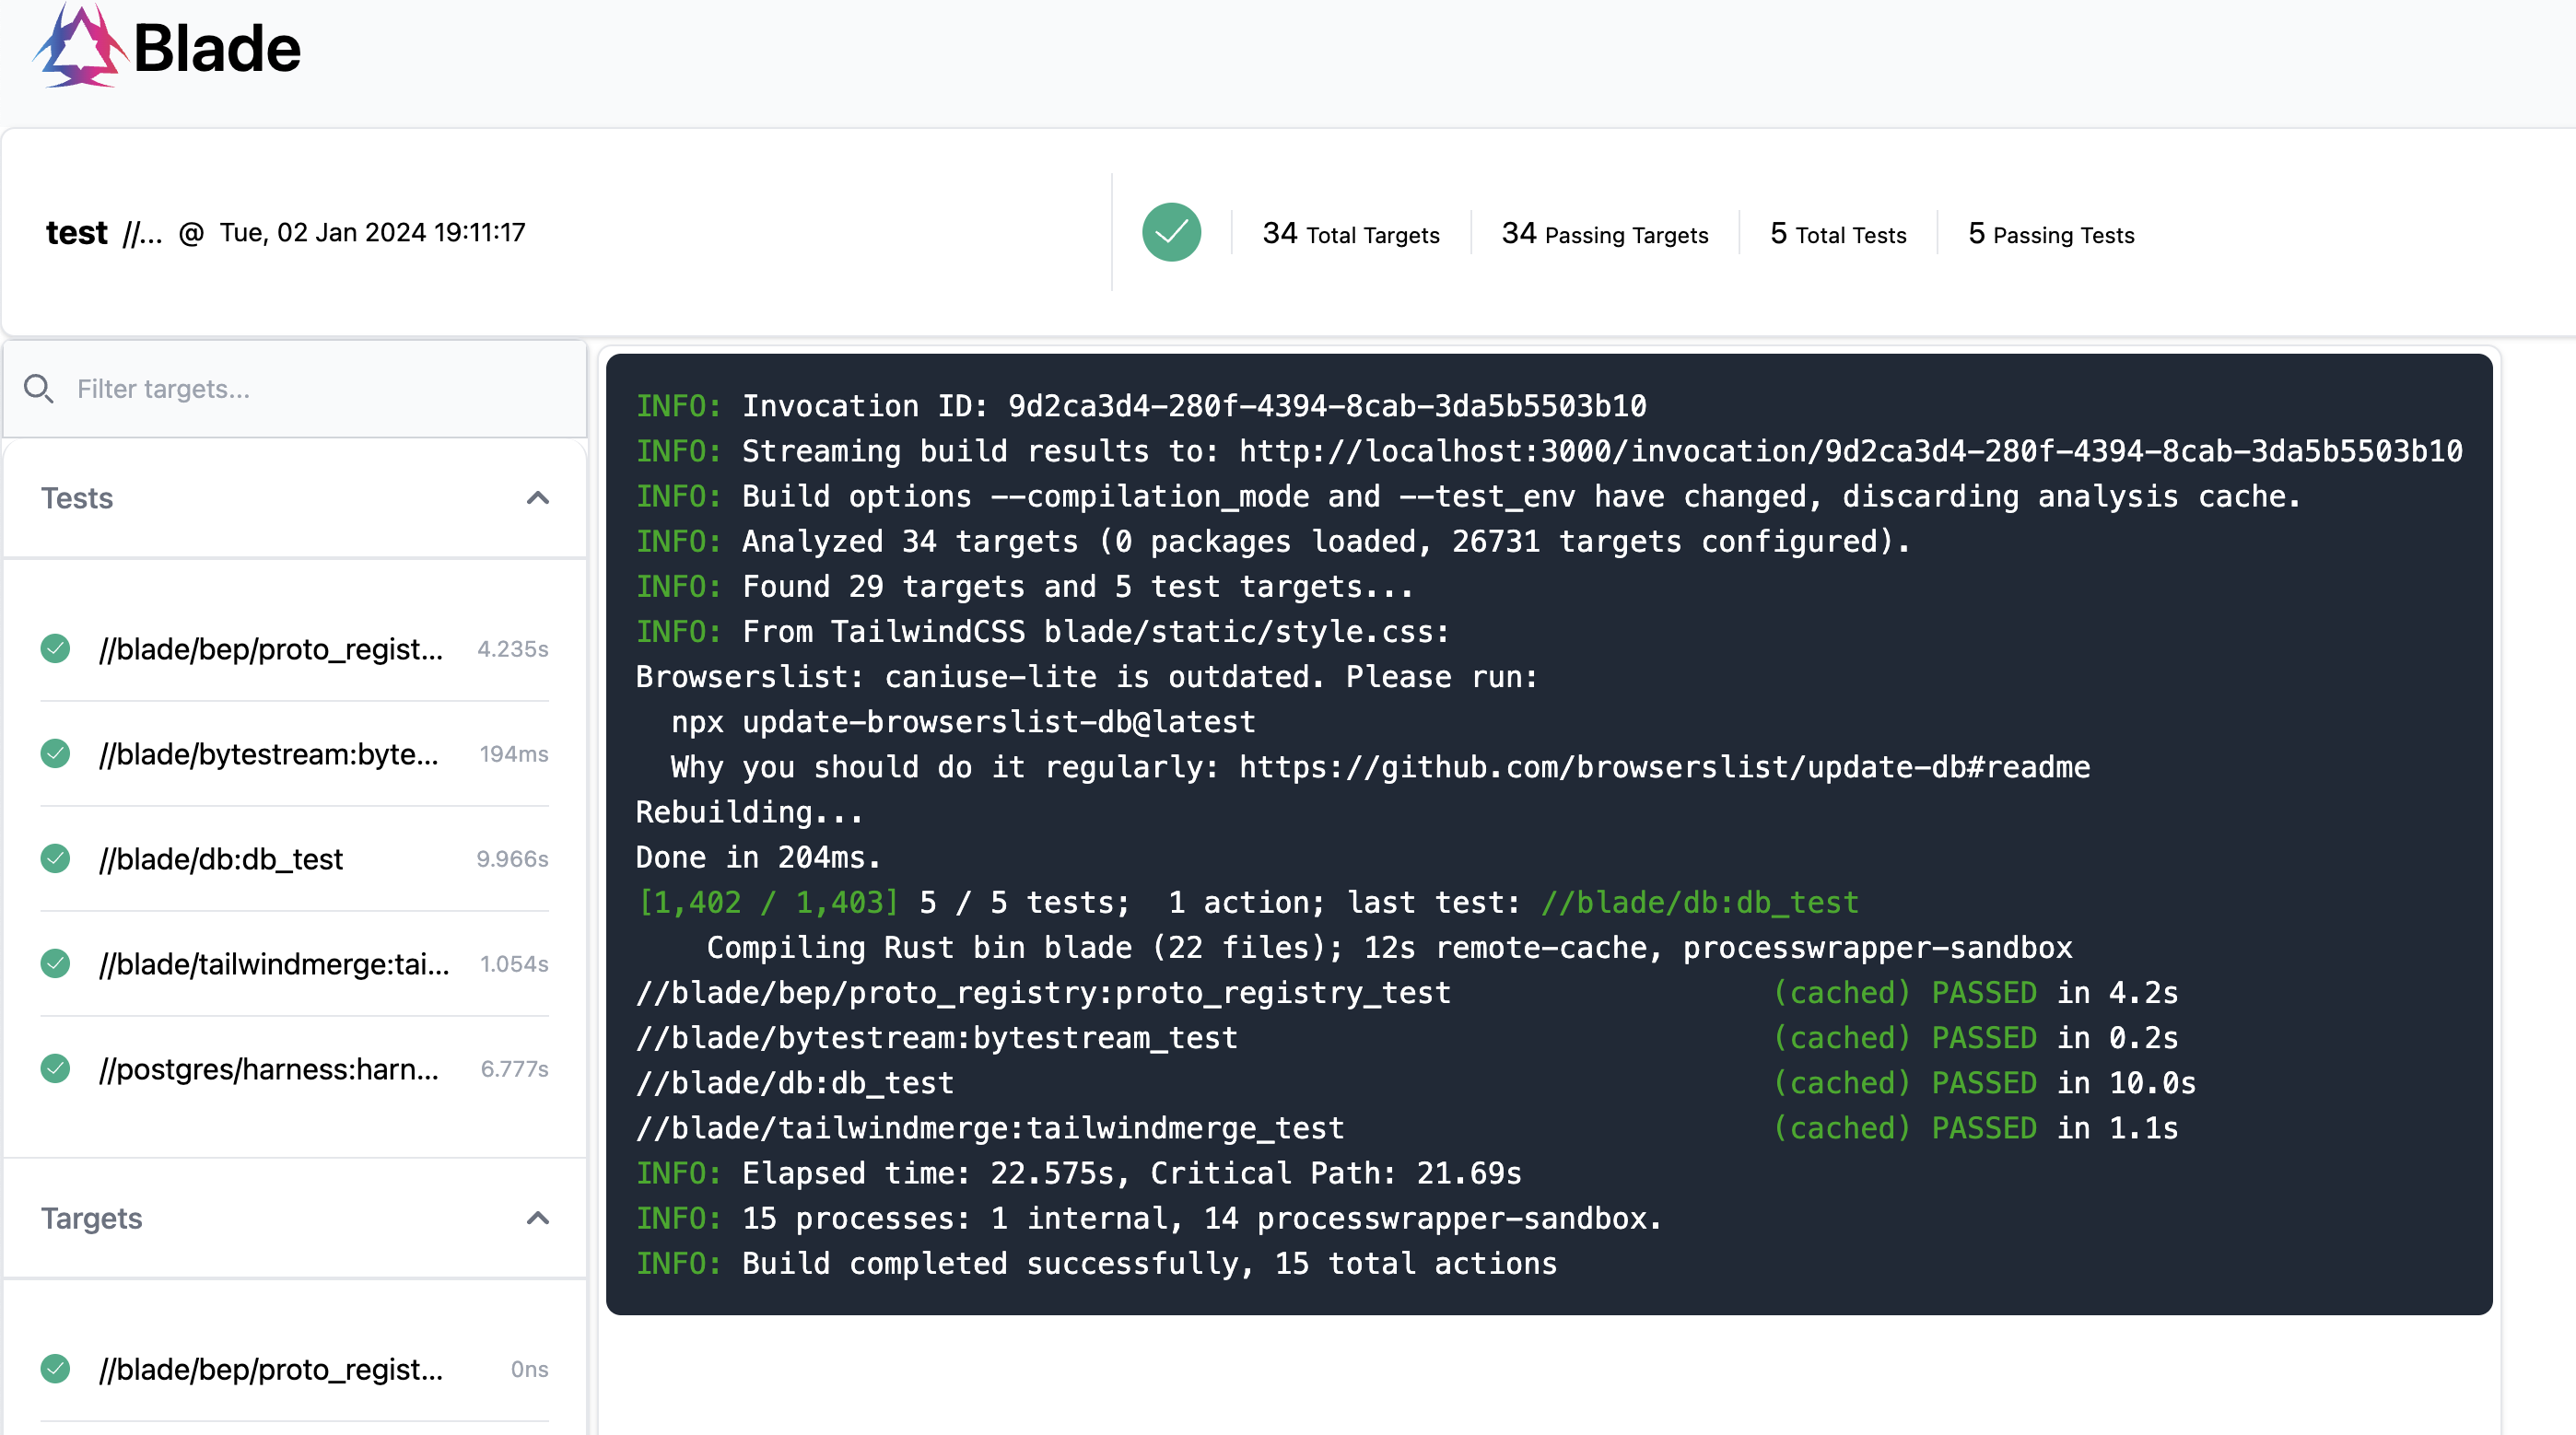 Blade
test //... @ Tue, 02 Jan 2024 19:11:17
34 Total Targets
34 Passing Targets
5 Total Tests
5 Passing Tests
Filter targets...
Tests
//blade/bep/proto_regist... 4.235s
//blade/bytestream:byte... 194ms
//blade/db:db_test 9.966s
//blade/tailwindmerge:tai... 1.054s
//postgres/harness:harn... 6.777s
Targets
//blade/bep/proto_regist... 0ns
INFO: Invocation ID: 9d2ca3d4-280f-4394-8cab-3da5b5503b10
INFO: Streaming build results to: http://localhost:3000/invocation/9d2ca3d4-280f-4394-8cab-3da5b5503b10
INFO: Build options --compilation_mode and --test_env have changed, discarding analysis cache.
INFO: Analyzed 34 targets (0 packages loaded, 26731 targets configured).
INFO: Found 29 targets and 5 test targets...
INFO: From TailwindCSS blade/static/style.css:
Browserslist: caniuse-lite is outdated. Please run:
  npx update-browserslist-db@latest
  Why you should do it regularly: https://github.com/browserslist/update-db#readme
Rebuilding...
Done in 204ms.
[1,402 / 1,403] 5 / 5 tests;  1 action; last test: //blade/db:db_test
    Compiling Rust bin blade (22 files); 12s remote-cache, processwrapper-sandbox
//blade/bep/proto_registry:proto_registry_test (cached) PASSED in 4.2s
//blade/bytestream:bytestream_test (cached) PASSED in 0.2s
//blade/db:db_test (cached) PASSED in 10.0s
//blade/tailwindmerge:tailwindmerge_test (cached) PASSED in 1.1s
INFO: Elapsed time: 22.575s, Critical Path: 21.69s
INFO: 15 processes: 1 internal, 14 processwrapper-sandbox.
INFO: Build completed successfully, 15 total actions